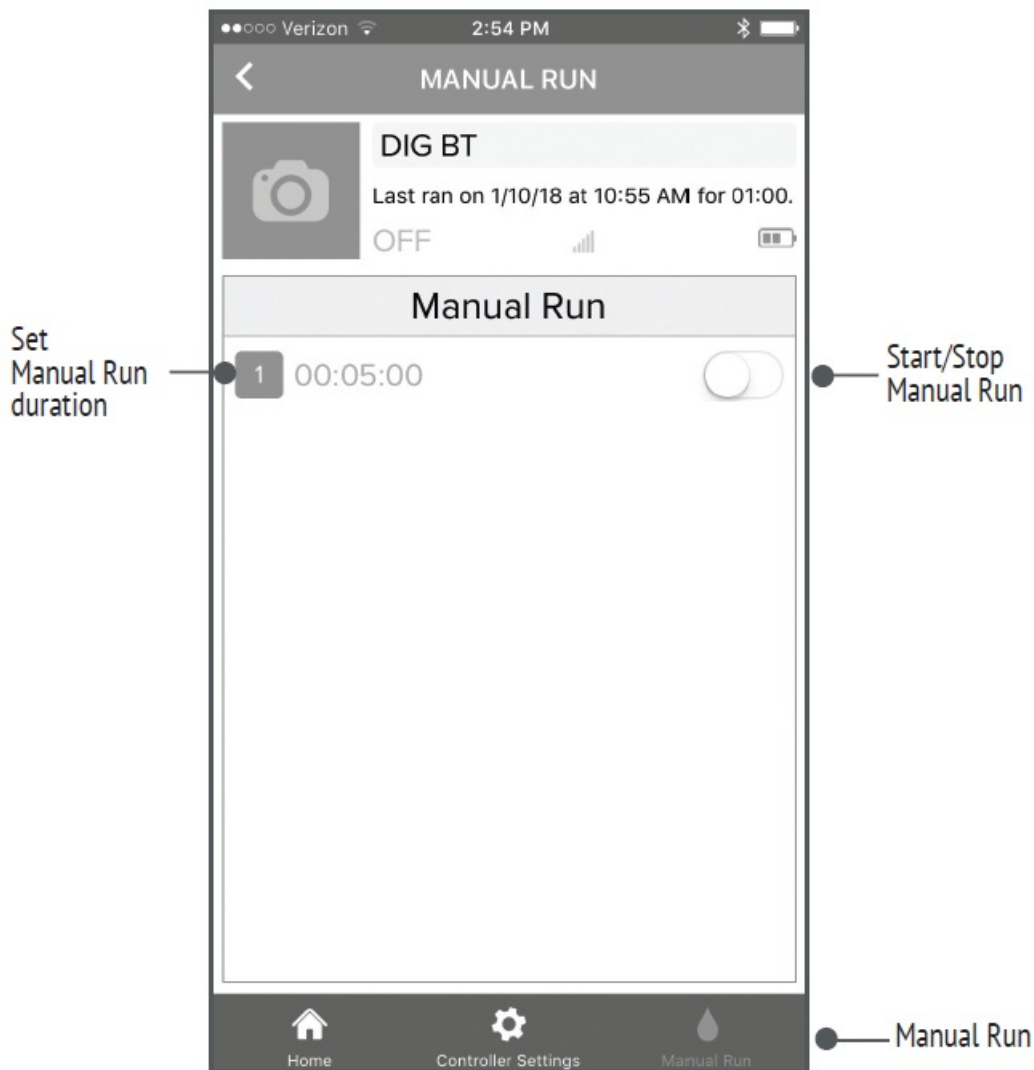 Verizon 2:54 PM
MANUAL RUN
DIG BT
Last ran on 1/10/18 at 10:55 AM for 01:00.
OFF
Manual Run
Set
Manual Run
duration
1 00:05:00
Start/Stop
Manual Run
Home Controller Settings Manual Run
Manual Run